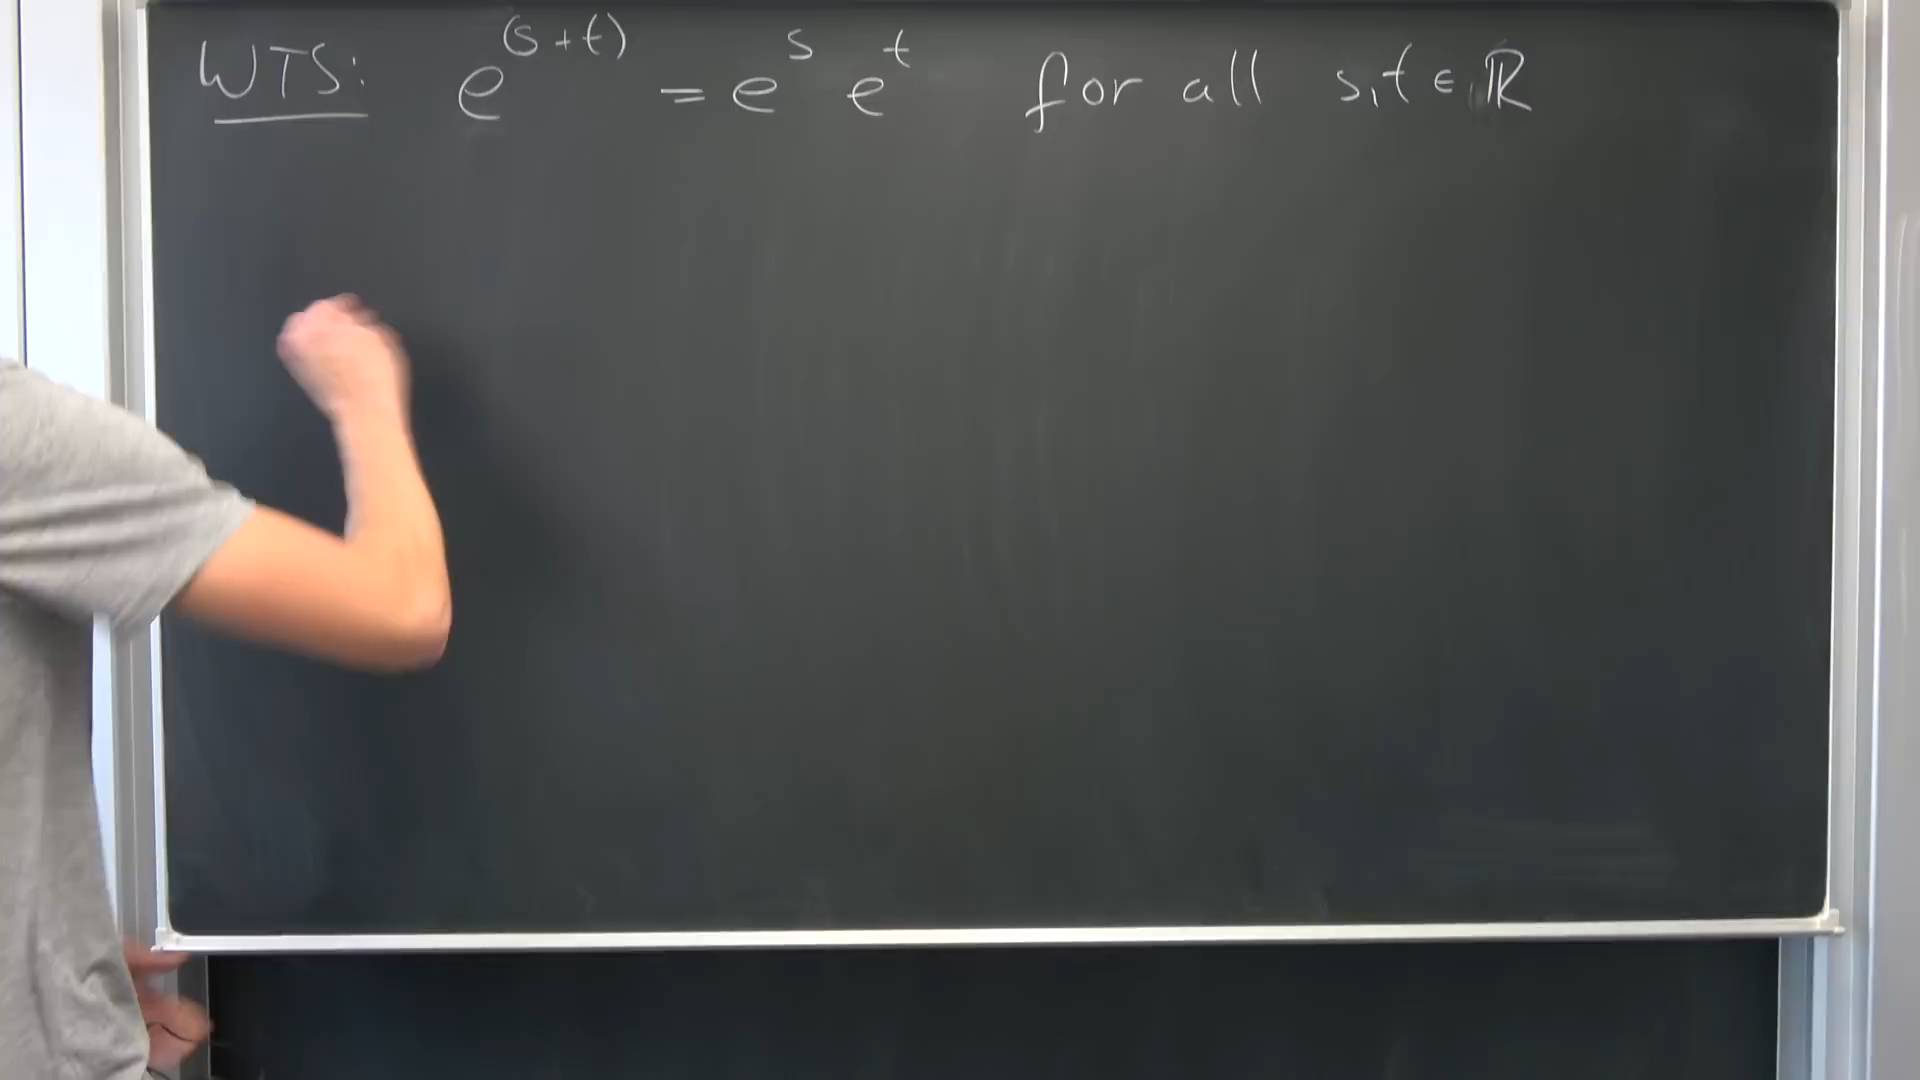 WTS: e^(s+t) = e^s e^t for all s,t ∈ ℝ